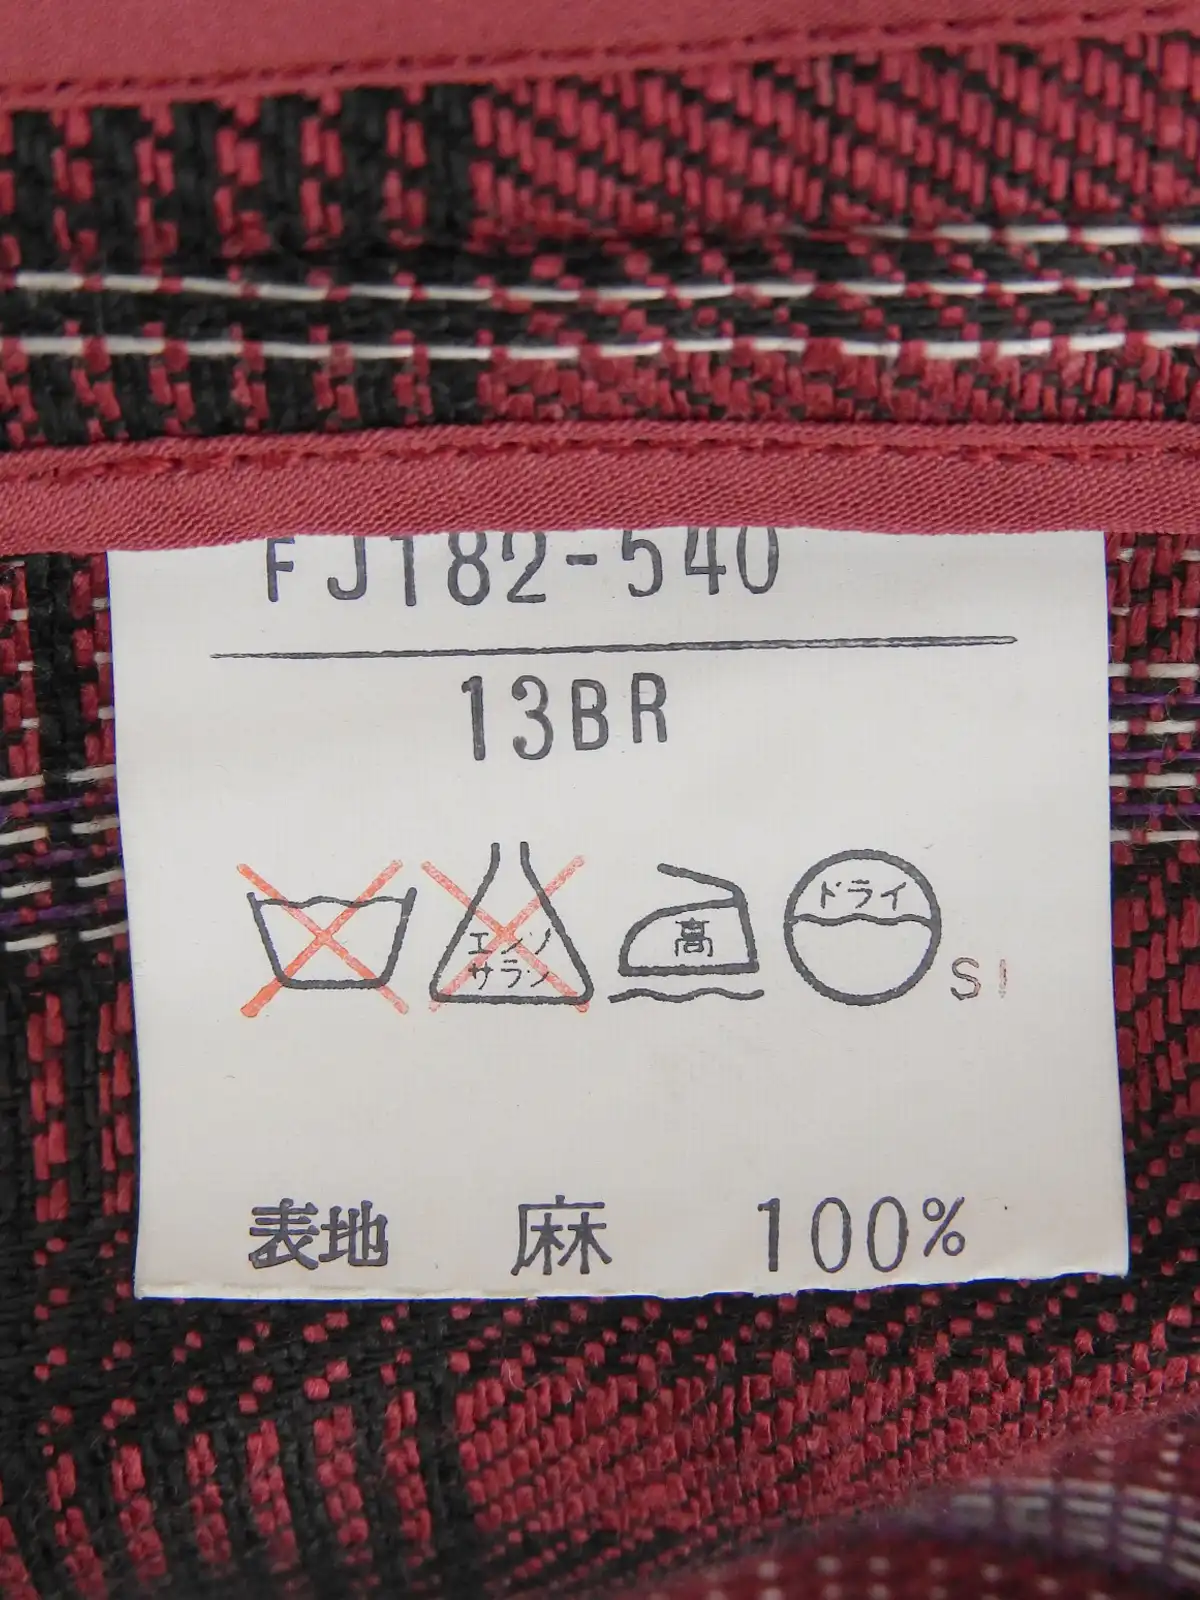 FJ182-540
13BR
エンソ
サラシ
高
ドライ
表地 麻 100%